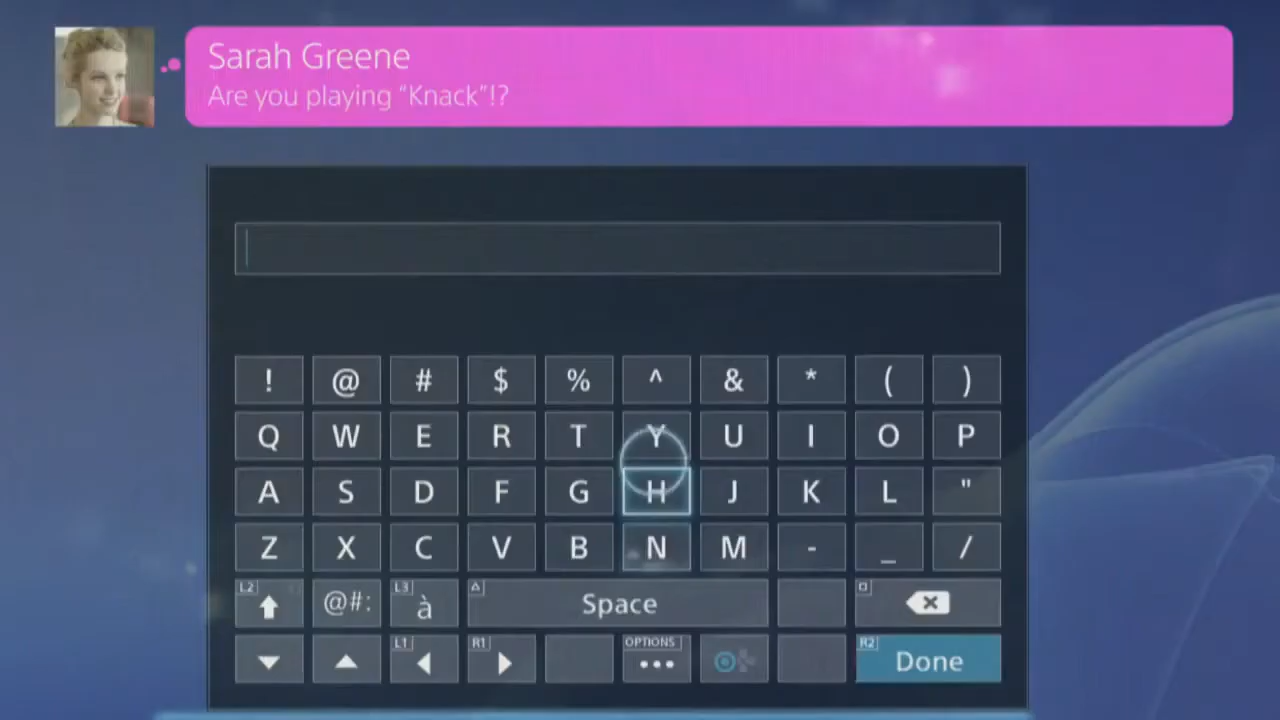 Sarah Greene
Are you playing “Knack”!?
! @ # $ % ^ & * ( )
Q W E R T Y U I O P
A S D F G H J K L "
Z X C V B N M - _ /
L2 @#: L3 à Space
L1 R1 OPTIONS ••• R2 Done